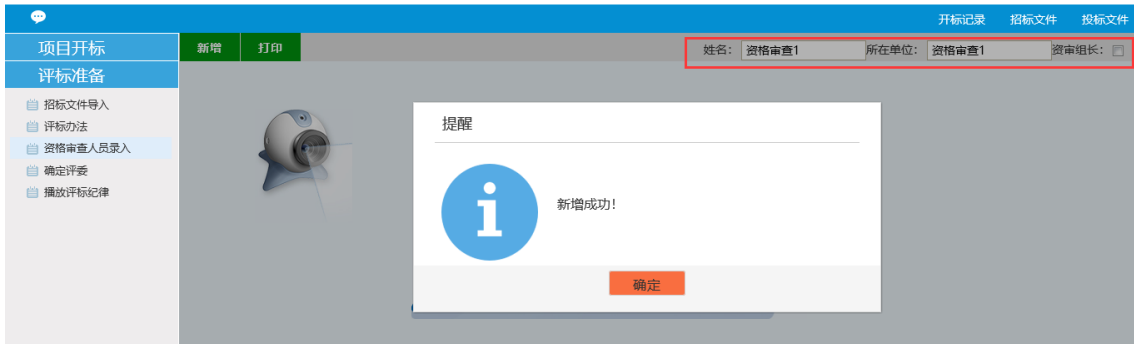 开标记录 招标文件 投标文件
项目开标
新增 打印 姓名： 资格审查1 所在单位： 资格审查1 资审组长：
评标准备
招标文件导入
评标办法
资格审查人员录入
确定评委
播放评标纪律
提醒
新增成功！
确定